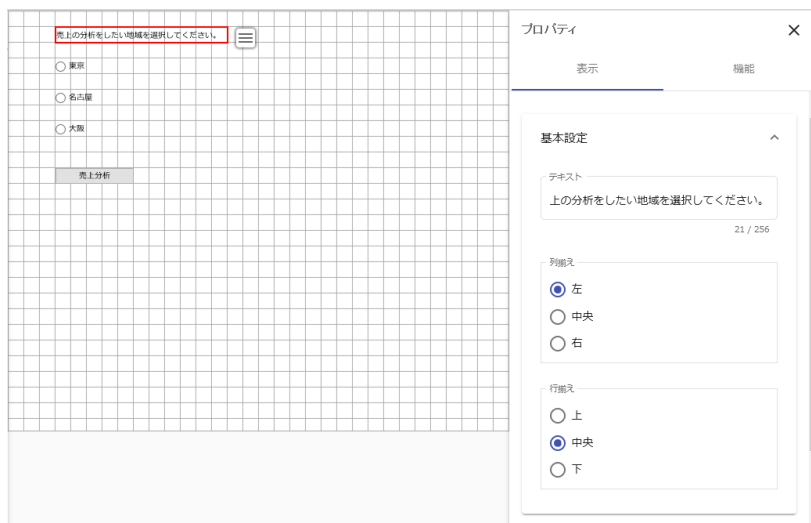 売上の分析をしたい地域を選択してください。
東京
名古屋
大阪
売上分析
プロパティ
表示
機能
基本設定
テキスト
上の分析をしたい地域を選択してください。
21 / 256
列揃え
左
中央
右
行揃え
上
中央
下